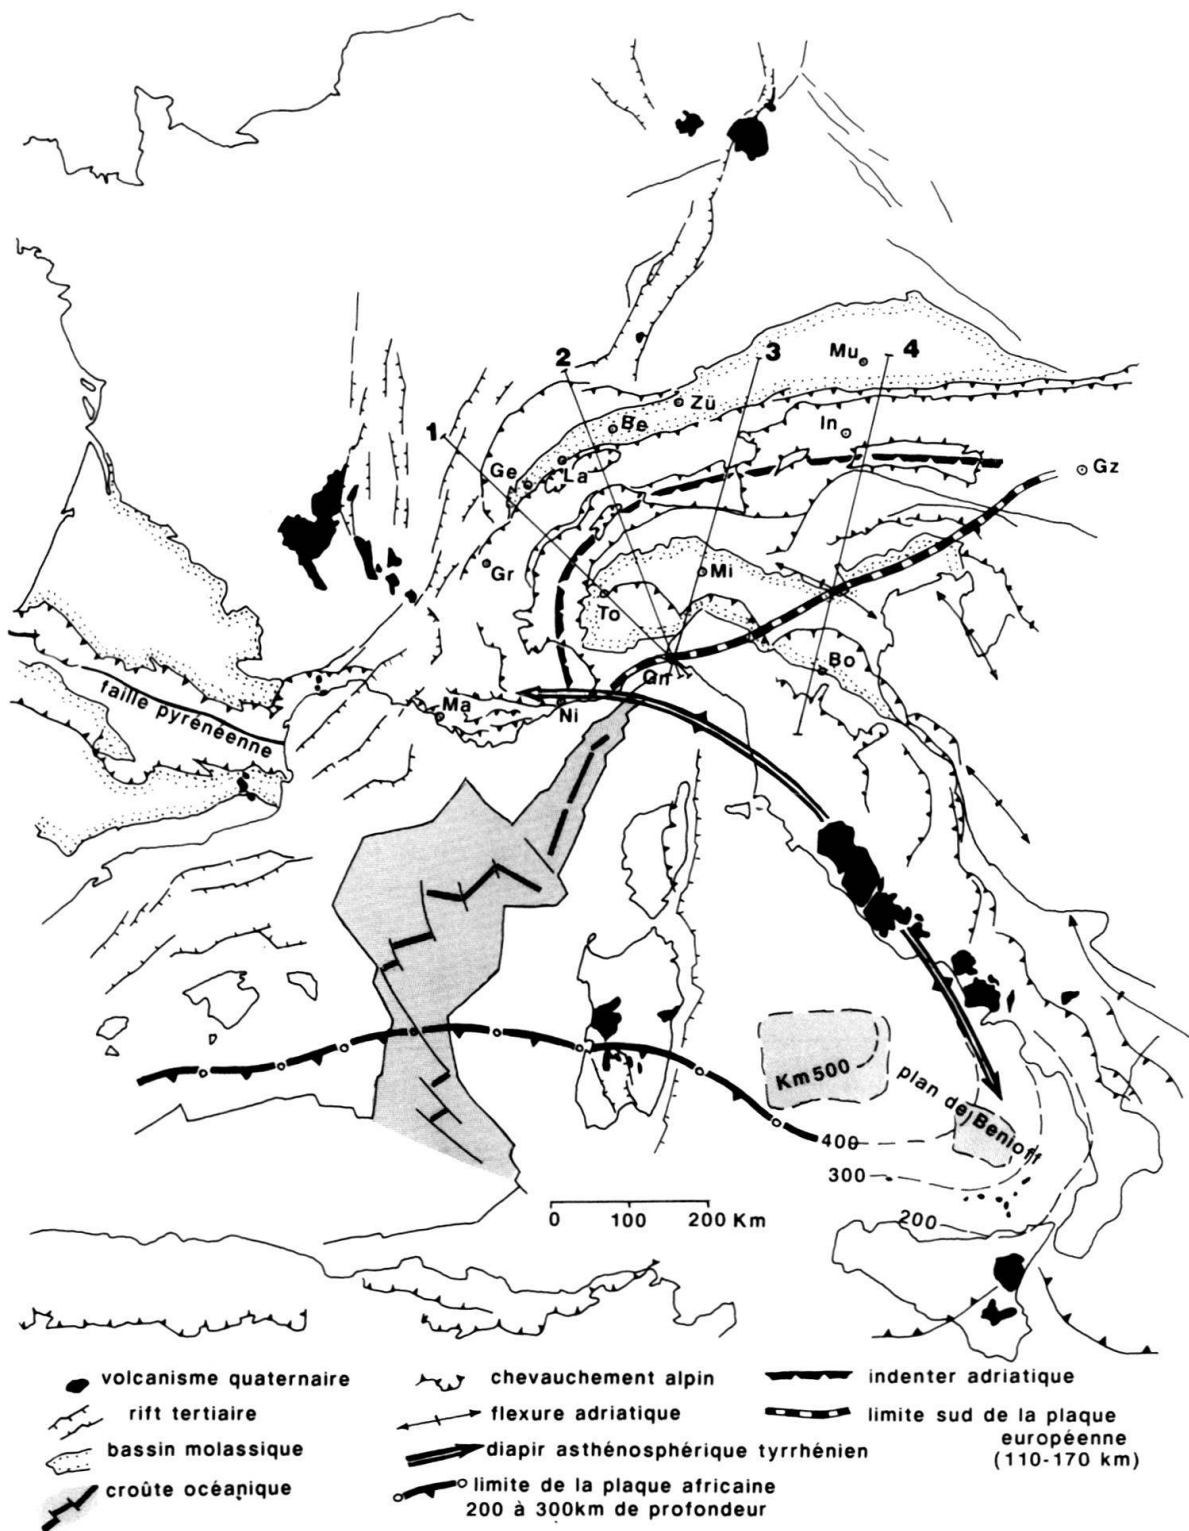 2
3
Mu
4
Zü
1
Be
In
Ge
La
Gz
Gr
Mi
To
Bo
Gn
faille pyrénéenne
Ma
Ni
Km 500
plan de Benioff
400
300
200
0 100 200 Km
volcanisme quaternaire
chevauchement alpin
indenter adriatique
rift tertiaire
flexure adriatique
limite sud de la plaque
européenne
(110-170 km)
bassin molassique
diapir asthénosphérique tyrrhénien
croûte océanique
limite de la plaque africaine
200 à 300km de profondeur